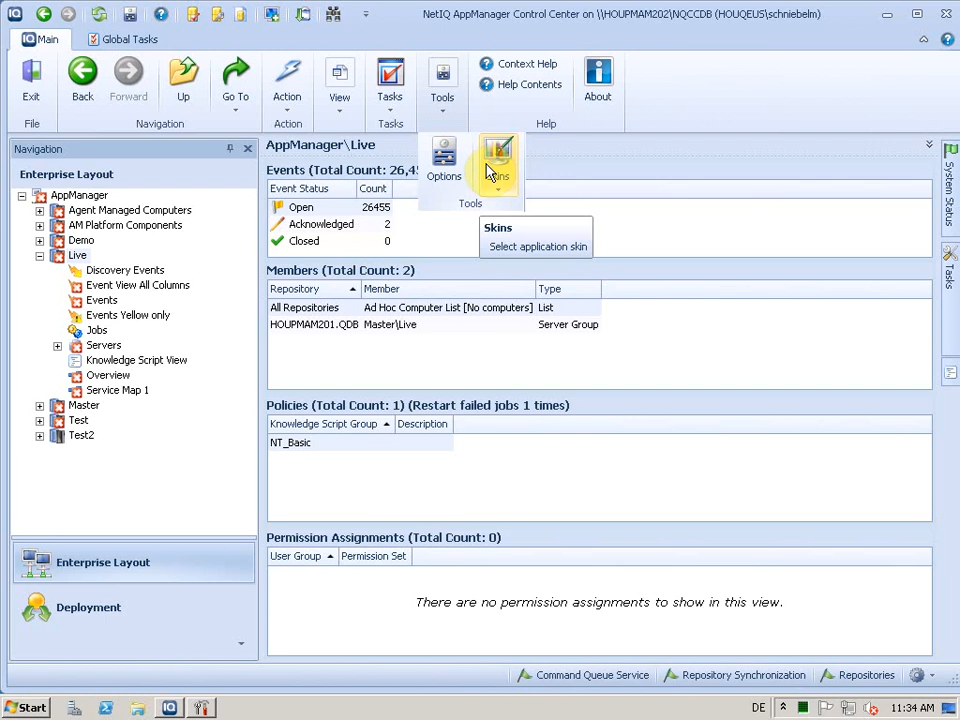 NetIQ AppManager Control Center on \\HOUPMAM202\NQCCDB (HOUQEUS\schniebelm)
Main
Global Tasks
Exit
Back
Forward
Up
Go To
Action
View
Tasks
Tools
Context Help
Help Contents
About
File
Navigation
Action
Tasks
Help
Options
Tools
Skins
Select application skin
Navigation
Enterprise Layout
AppManager
Agent Managed Computers
AM Platform Components
Demo
Live
Discovery Events
Event View All Columns
Events
Events Yellow only
Jobs
Servers
Knowledge Script View
Overview
Service Map 1
Master
Test
Test2
Enterprise Layout
Deployment
AppManager\Live
Events (Total Count: 26,45
Event Status Count
Open 26455
Acknowledged 2
Closed 0
Members (Total Count: 2)
Repository Member Type
All Repositories Ad Hoc Computer List [No computers] List
HOUPMAM201.QDB Master\Live Server Group
Policies (Total Count: 1) (Restart failed jobs 1 times)
Knowledge Script Group Description
NT_Basic
Permission Assignments (Total Count: 0)
User Group Permission Set
There are no permission assignments to show in this view.
System Status
Tasks
Command Queue Service
Repository Synchronization
Repositories
Start
DE
11:34 AM